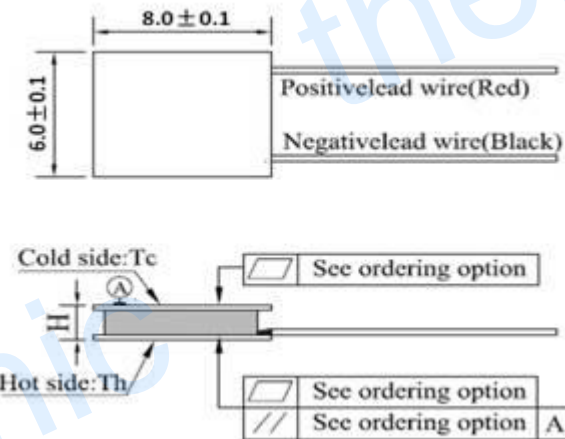 8.0±0.1
6.0±0.1
Positivelead wire(Red)
Negativelead wire(Black)
Cold side:Tc
See ordering option
A
H
Hot side:Th
See ordering option
See ordering option A